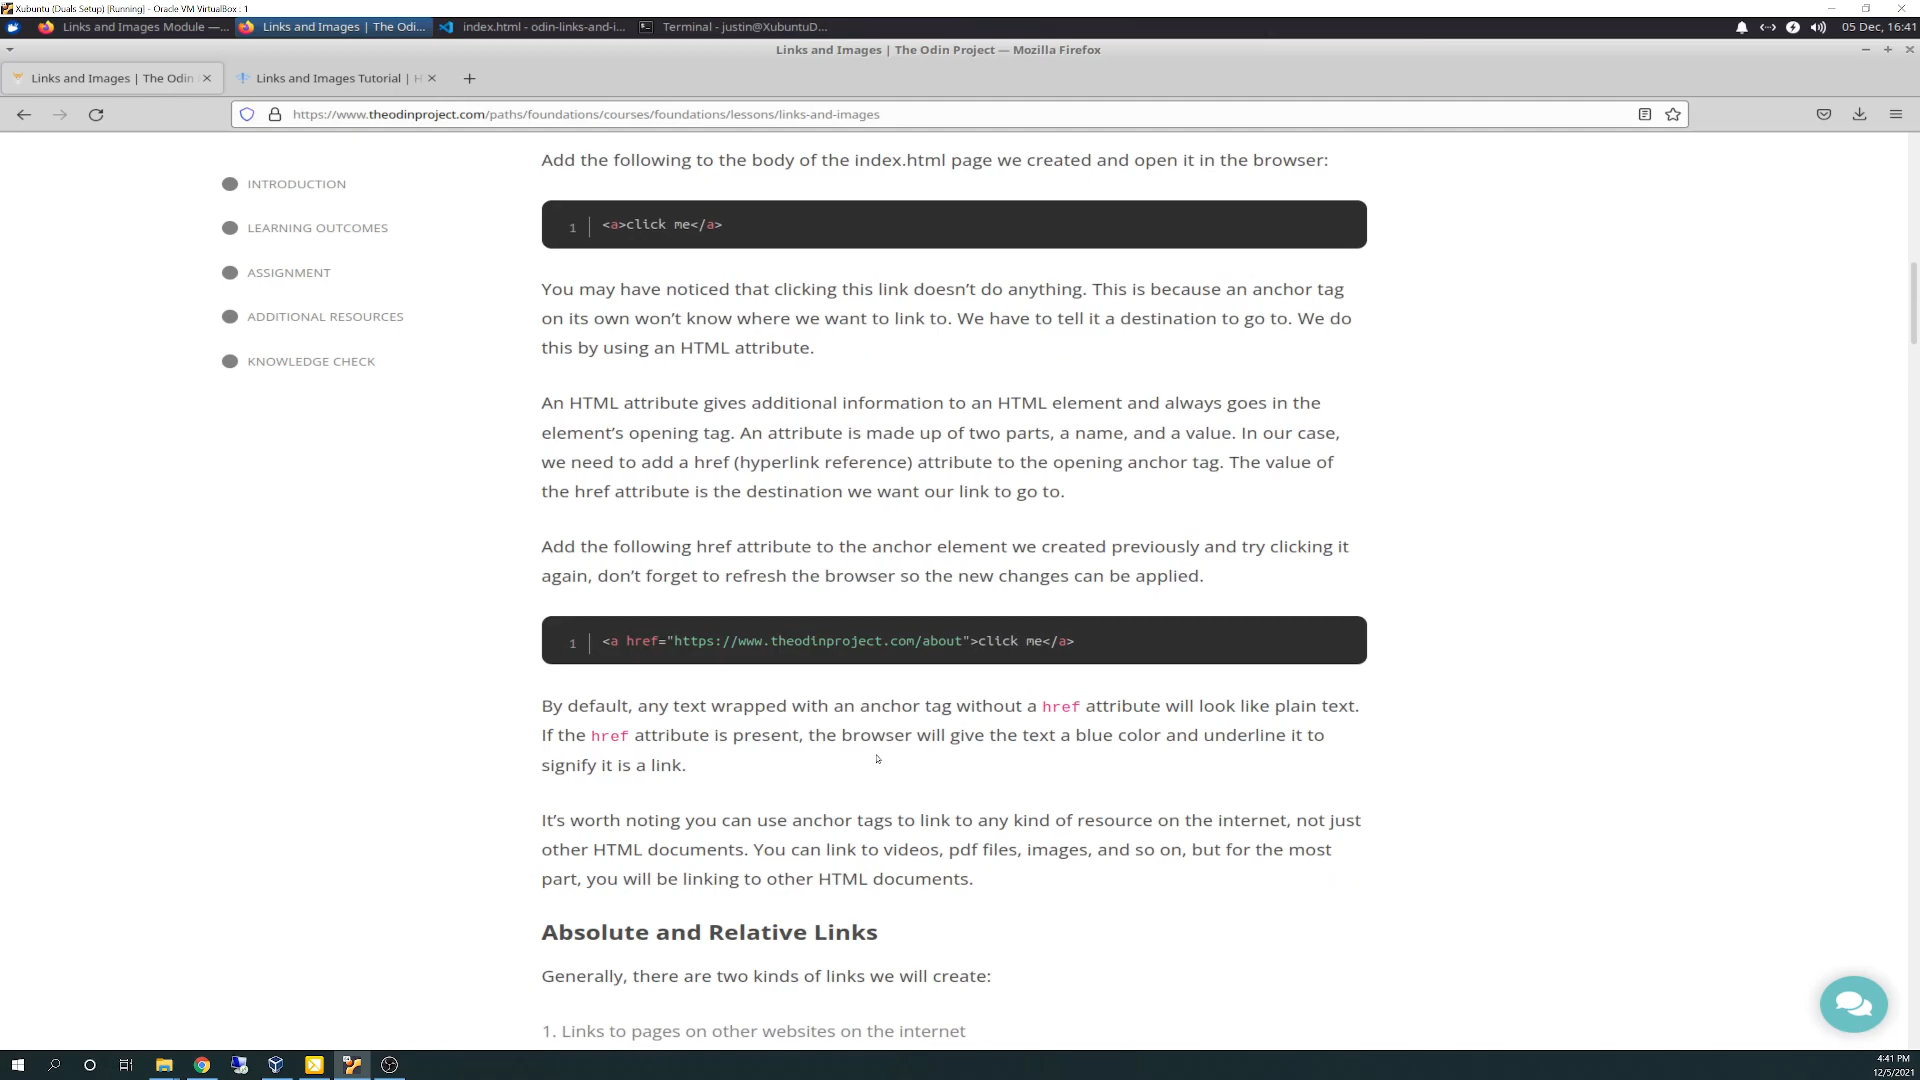 Xubuntu (Duals Setup) [Running] - Oracle VM VirtualBox : 1
Links and Images Module —...
Links and Images | The Odi...
index.html - odin-links-and-i...
Terminal - justin@XubuntuD...
05 Dec, 16:41
Links and Images | The Odin Project — Mozilla Firefox
Links and Images | The Odin
Links and Images Tutorial | H
https://www.theodinproject.com/paths/foundations/courses/foundations/lessons/links-and-images
INTRODUCTION
LEARNING OUTCOMES
ASSIGNMENT
ADDITIONAL RESOURCES
KNOWLEDGE CHECK
Add the following to the body of the index.html page we created and open it in the browser:
1 <a>click me</a>
You may have noticed that clicking this link doesn’t do anything. This is because an anchor tag
on its own won’t know where we want to link to. We have to tell it a destination to go to. We do
this by using an HTML attribute.
An HTML attribute gives additional information to an HTML element and always goes in the
element’s opening tag. An attribute is made up of two parts, a name, and a value. In our case,
we need to add a href (hyperlink reference) attribute to the opening anchor tag. The value of
the href attribute is the destination we want our link to go to.
Add the following href attribute to the anchor element we created previously and try clicking it
again, don’t forget to refresh the browser so the new changes can be applied.
1 <a href="https://www.theodinproject.com/about">click me</a>
By default, any text wrapped with an anchor tag without a href attribute will look like plain text.
If the href attribute is present, the browser will give the text a blue color and underline it to
signify it is a link.
It’s worth noting you can use anchor tags to link to any kind of resource on the internet, not just
other HTML documents. You can link to videos, pdf files, images, and so on, but for the most
part, you will be linking to other HTML documents.
Absolute and Relative Links
Generally, there are two kinds of links we will create:
1. Links to pages on other websites on the internet
4:41 PM
12/5/2021